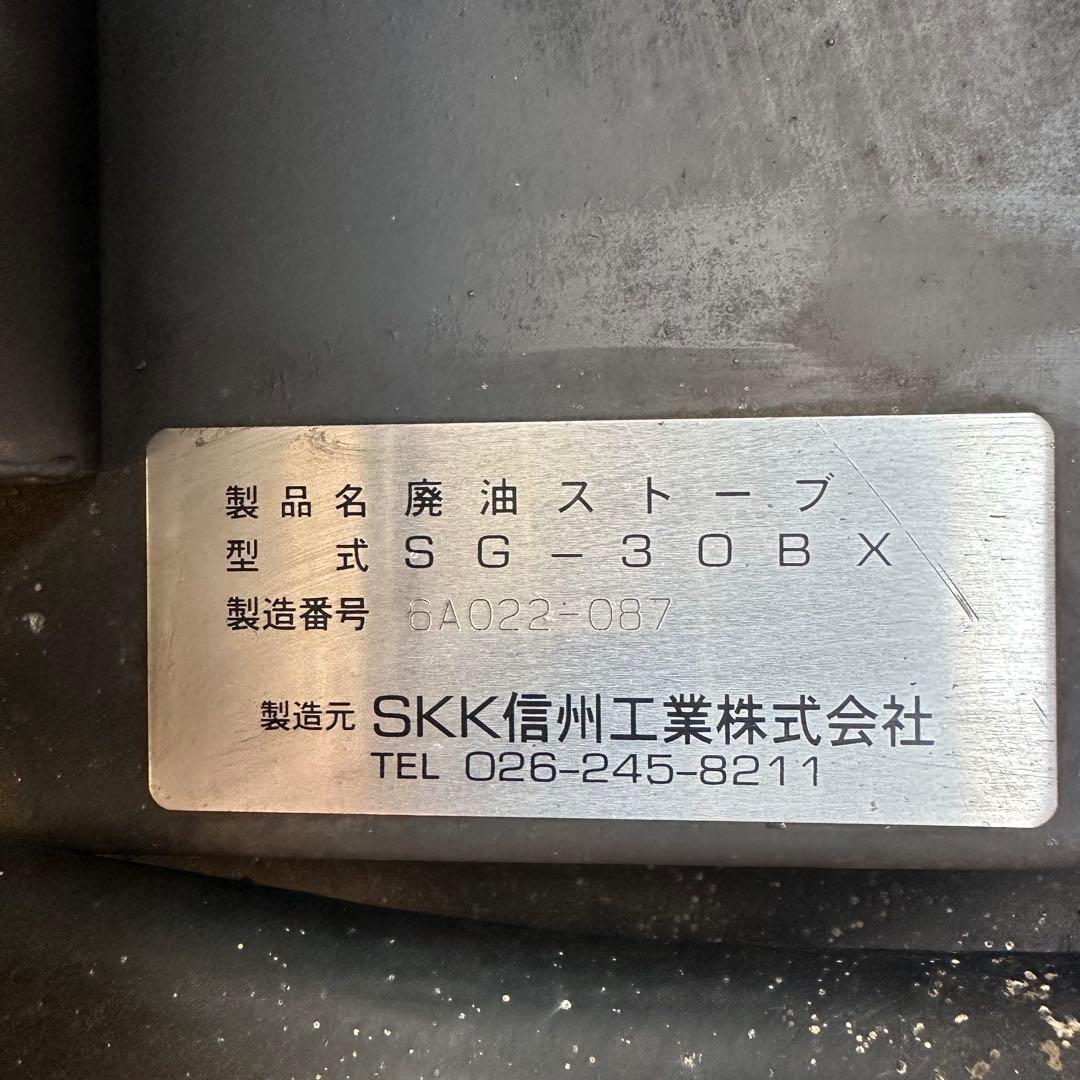 製品名 廃油ストーブ
型式 SG-30BX
製造番号 6A022-087
製造元 SKK信州工業株式会社
TEL 026-245-8211